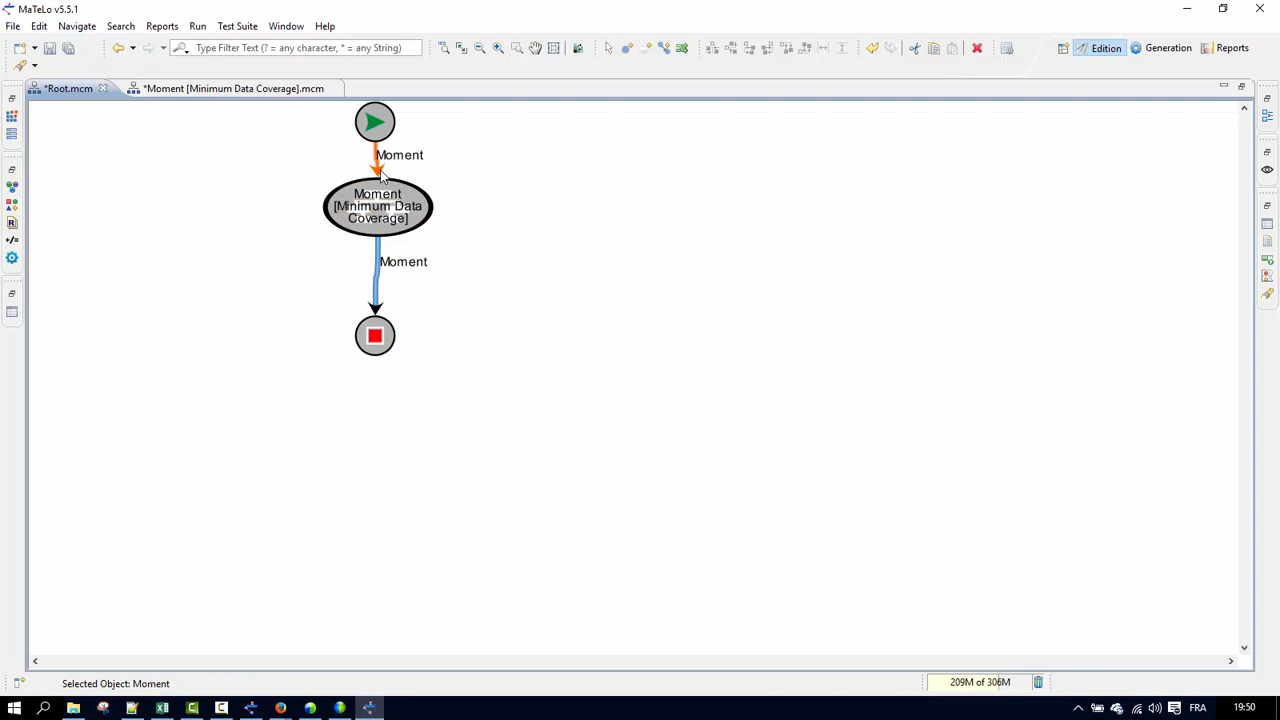 MaTeLo v5.5.1
File Edit Navigate Search Reports Run Test Suite Window Help
Type Filter Text (? = any character, * = any String)
Edition Generation Reports
*Root.mcm *Moment [Minimum Data Coverage].mcm
Moment
Moment
[Minimum Data
Coverage]
Moment
Selected Object: Moment
209M of 306M
FRA 19:50